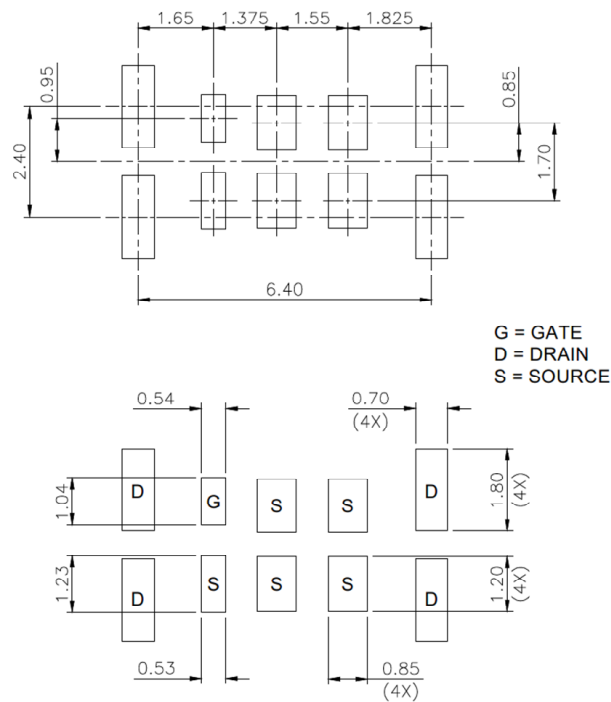 1.65 1.375 1.55 1.825
0.95
0.85
2.40
1.70
6.40
G = GATE
D = DRAIN
S = SOURCE
0.54
0.70
(4X)
1.04
1.80
(4X)
D G S S D
1.23
1.20
(4X)
D S S S D
0.53
0.85
(4X)